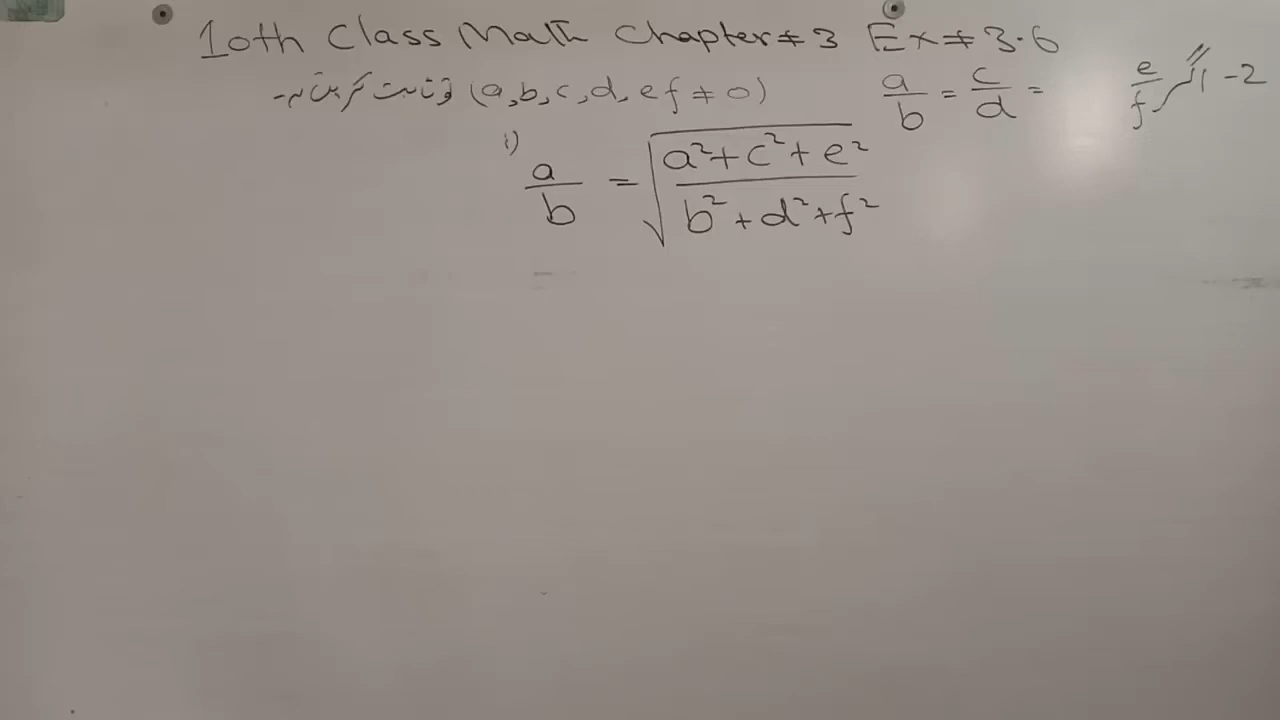 10th Class Math Chapter # 3 Ex # 3.6
2- اگر a/b = c/d = e/f (a, b, c, d, e f ≠ 0) تو ثابت کریں کہ۔
i) a/b = √((a²+c²+e²)/(b²+d²+f²))